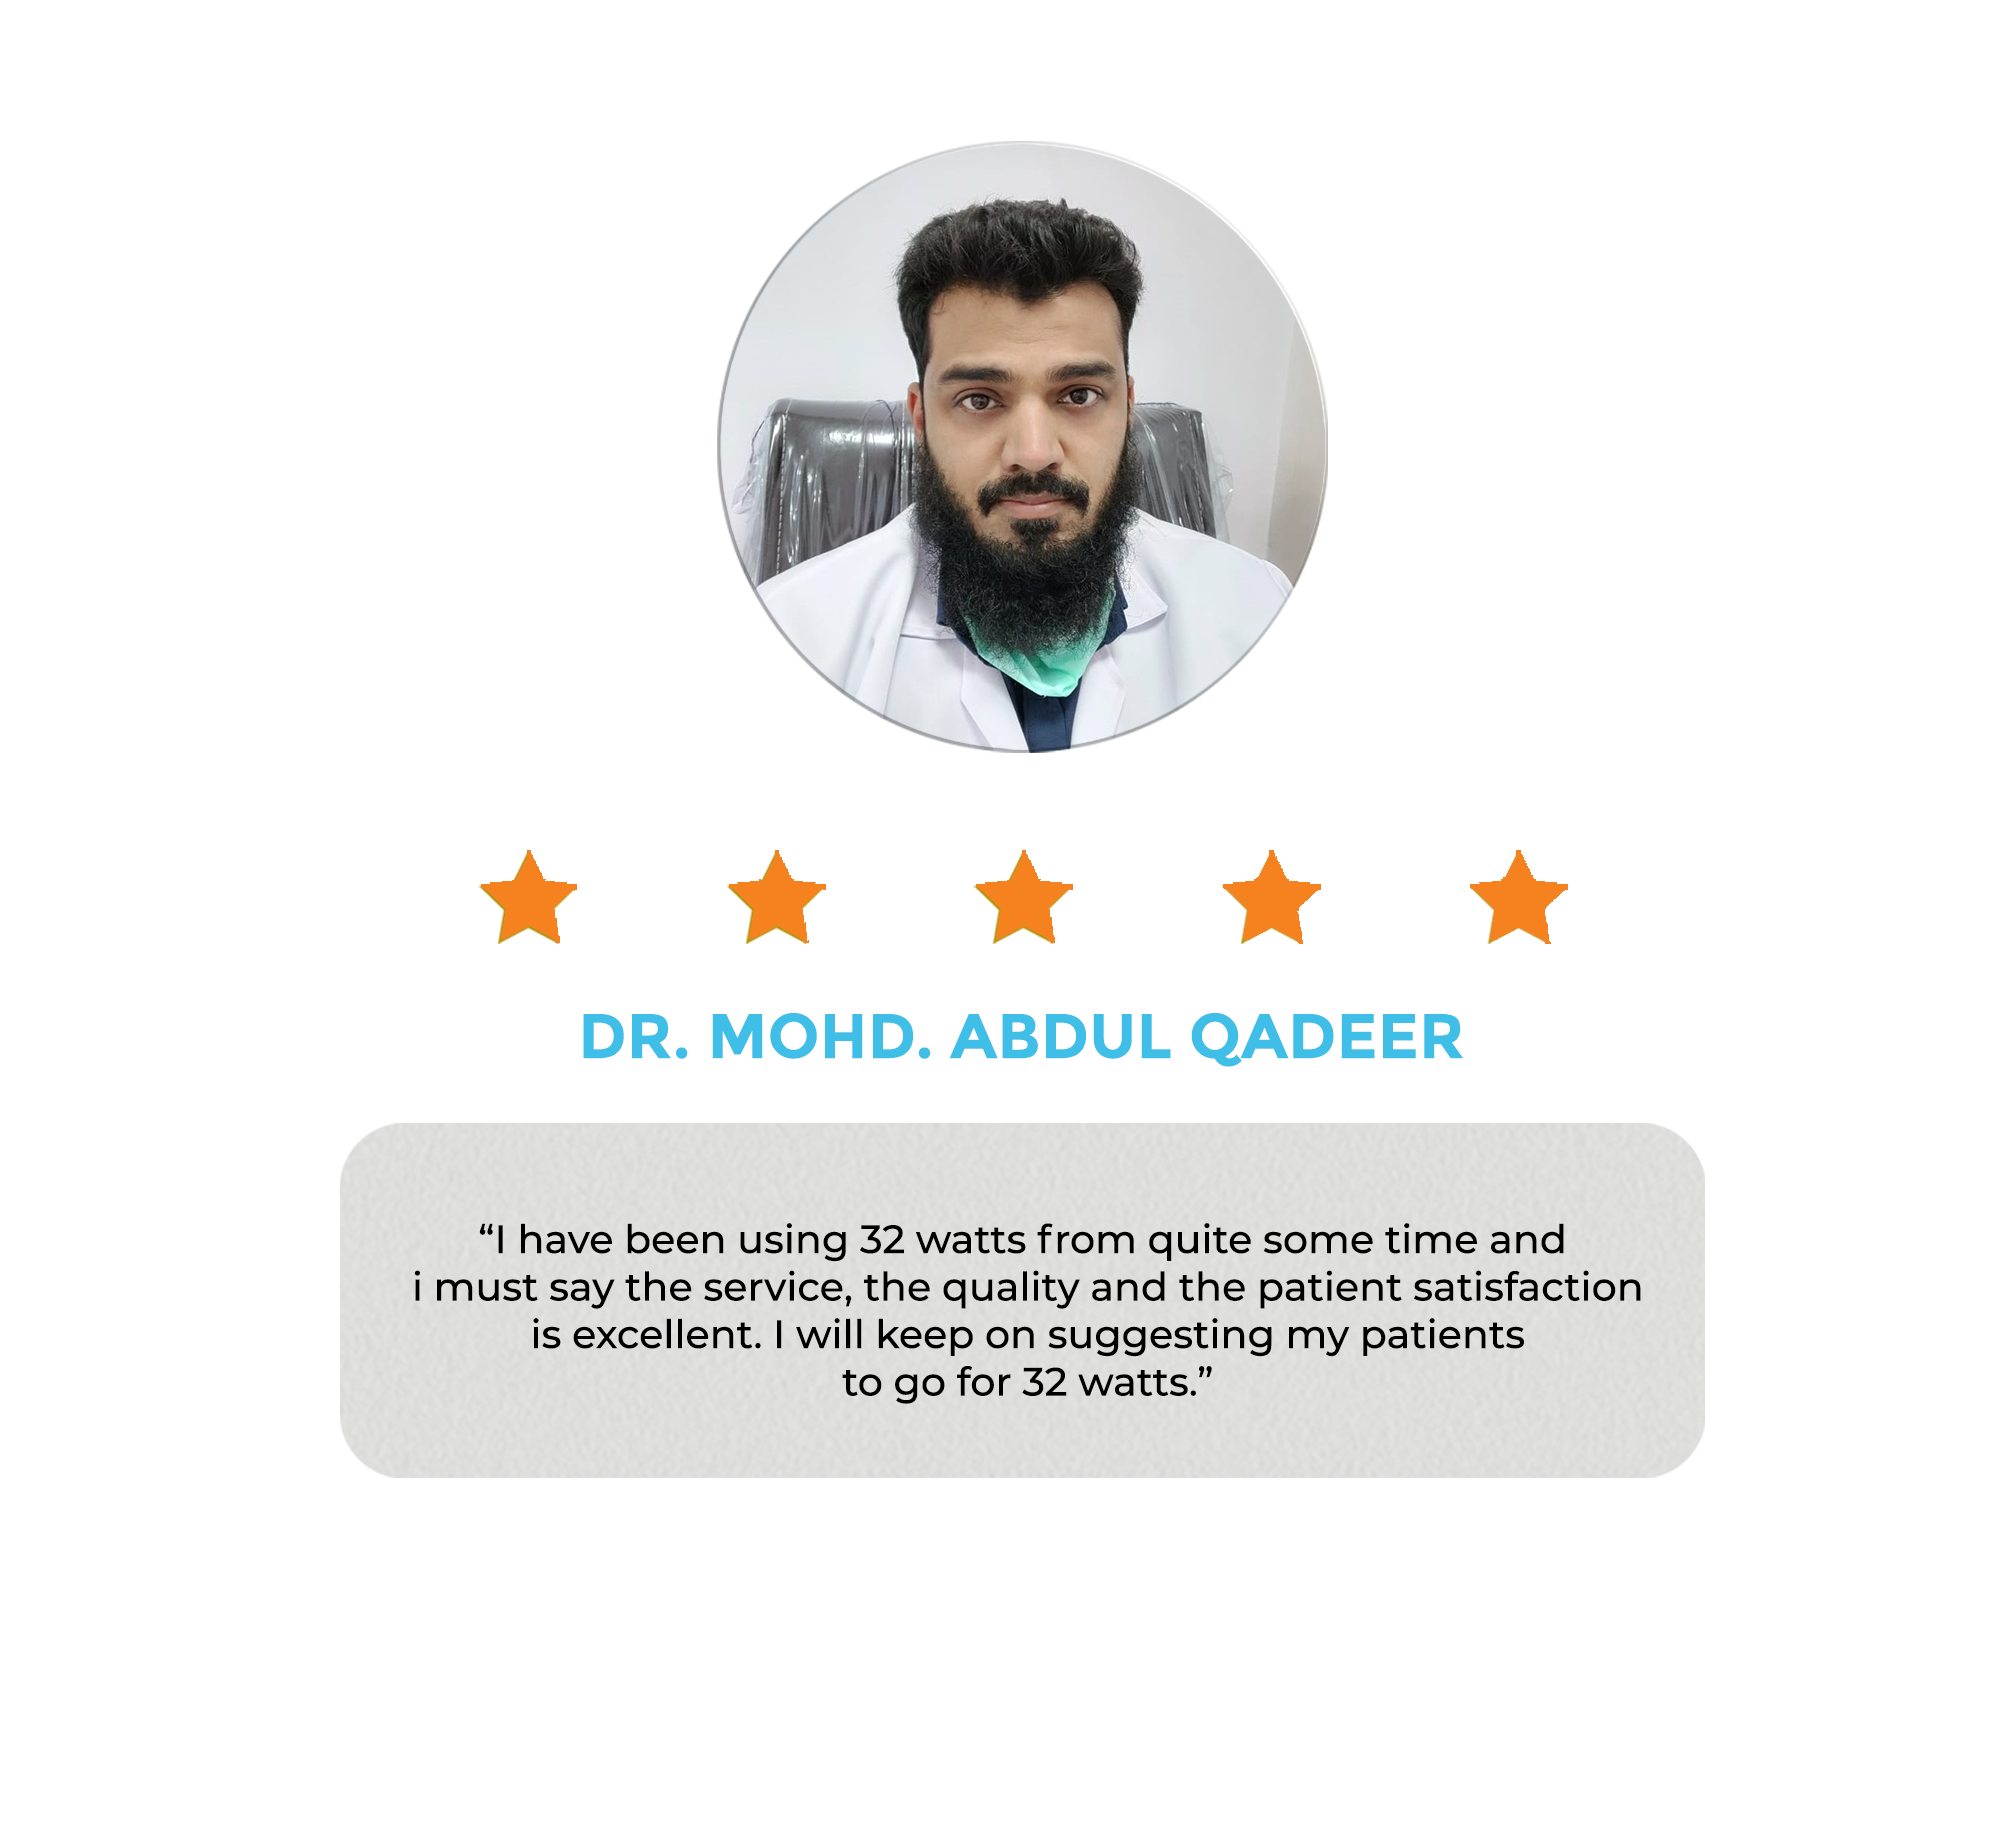 DR. MOHD. ABDUL QADEER
“I have been using 32 watts from quite some time and
i must say the service, the quality and the patient satisfaction
is excellent. I will keep on suggesting my patients
to go for 32 watts.”